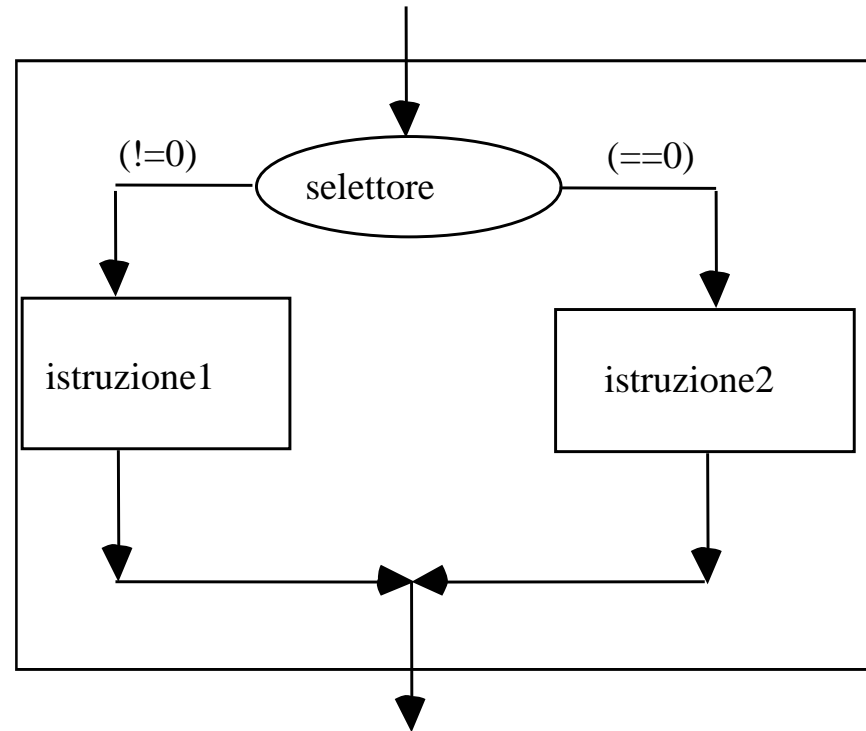 (!=0)
selettore
(==0)
istruzione1
istruzione2